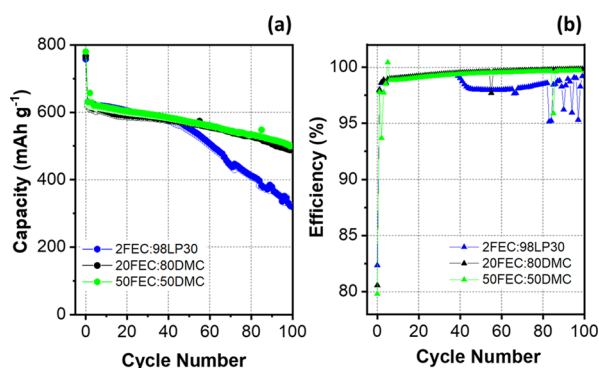 (a)
Capacity (mAh g⁻¹)
800
600
400
200
0
2FEC:98LP30
20FEC:80DMC
50FEC:50DMC
0 20 40 60 80 100
Cycle Number
(b)
Efficiency (%)
100
95
90
85
80
2FEC:98LP30
20FEC:80DMC
50FEC:50DMC
0 20 40 60 80 100
Cycle Number